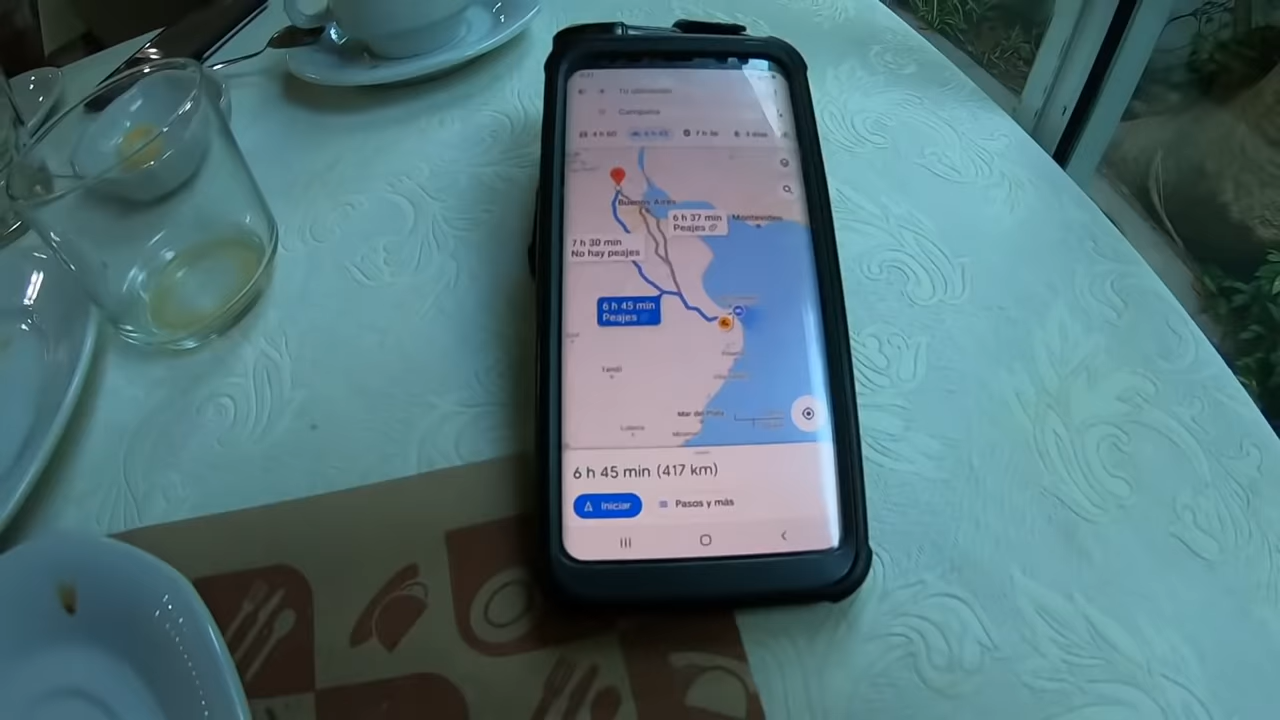 Tu ubicación
Campana
Buenos Aires
6 h 37 min
Peajes
Montevideo
7 h 30 min
No hay peajes
6 h 45 min
Peajes
Tandil
Mar del Plata
6 h 45 min (417 km)
Iniciar
Pasos y más